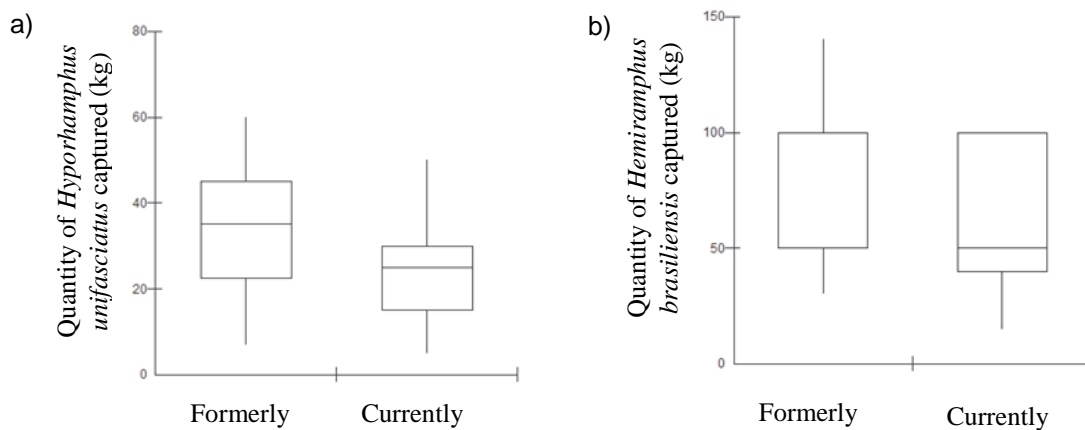 a)
Quantity of Hyporhamphus
unifasciatus captured (kg)
80
60
40
20
0
Formerly
Currently
b)
Quantity of Hemiramphus
brasiliensis captured (kg)
150
100
50
0
Formerly
Currently